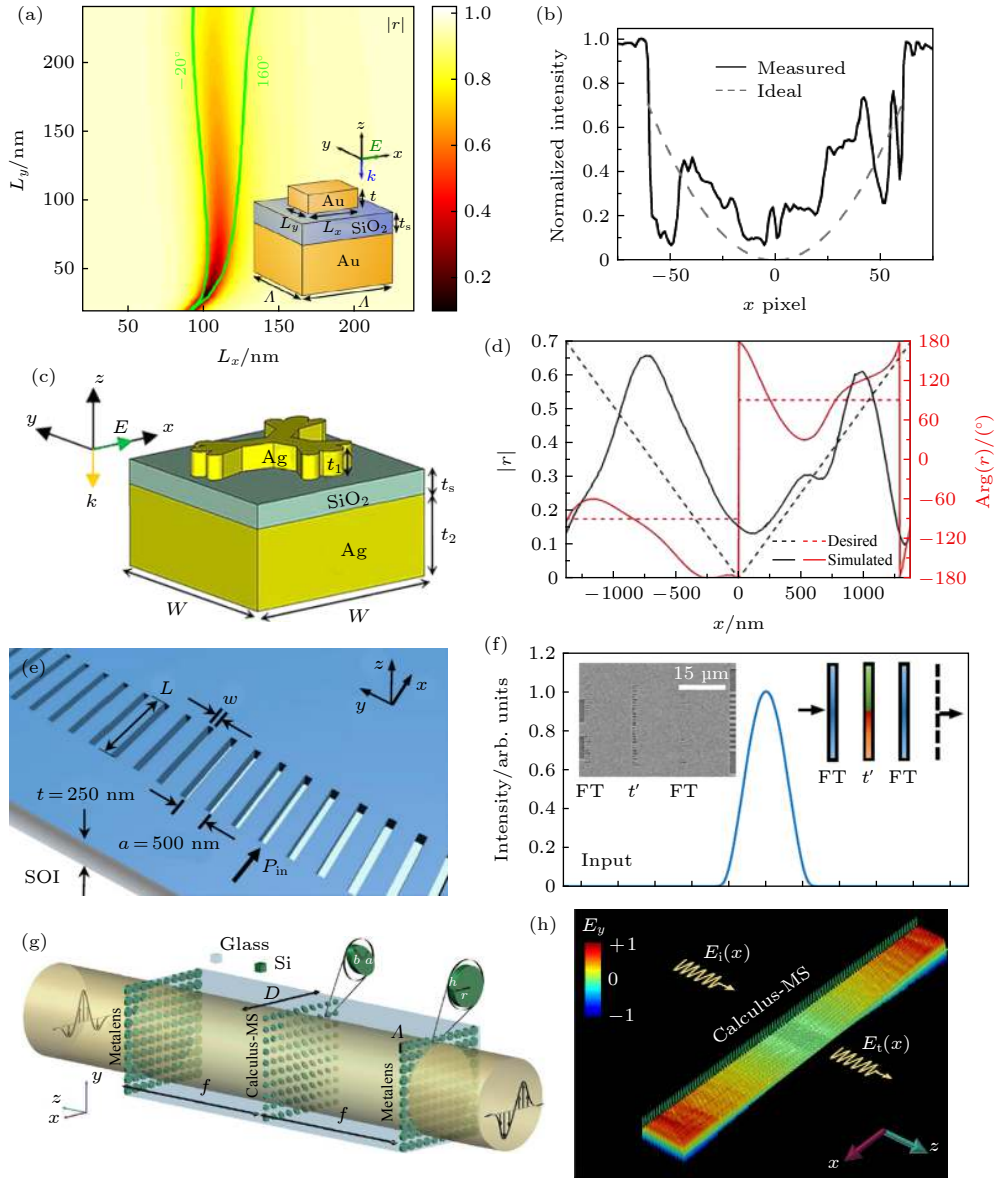 (a)
|r|
−20°
160°
200
150
100
50
L_y/nm
50
100
150
200
L_x/nm
1.0
0.8
0.6
0.4
0.2
z
y
E
x
k
Au
t
L_y
L_x
SiO₂
t_s
Au
Λ
Λ
(b)
1.0
0.8
0.6
0.4
0.2
0
Normalized intensity
Measured
Ideal
−50
0
50
x pixel
(c)
z
y
E
x
k
Ag
t₁
SiO₂
t_s
Ag
t₂
W
W
(d)
0.7
0.6
0.5
0.4
0.3
0.2
0.1
0
|r|
180
120
60
0
−60
−120
−180
Arg(r)/(°)
Desired
Simulated
−1000
−500
0
500
1000
x/nm
(e)
z
y
x
L
w
t = 250 nm
a = 500 nm
P_in
SOI
(f)
1.2
1.0
0.8
0.6
0.4
0.2
0
Intensity/arb. units
15 μm
FT
t′
FT
FT
t′
FT
Input
(g)
Glass
Si
b a
h
r
D
Λ
Metalens
Calculus-MS
Metalens
f
f
y
z
x
(h)
E_y
+1
0
−1
E_i(x)
Calculus-MS
E_t(x)
x
z